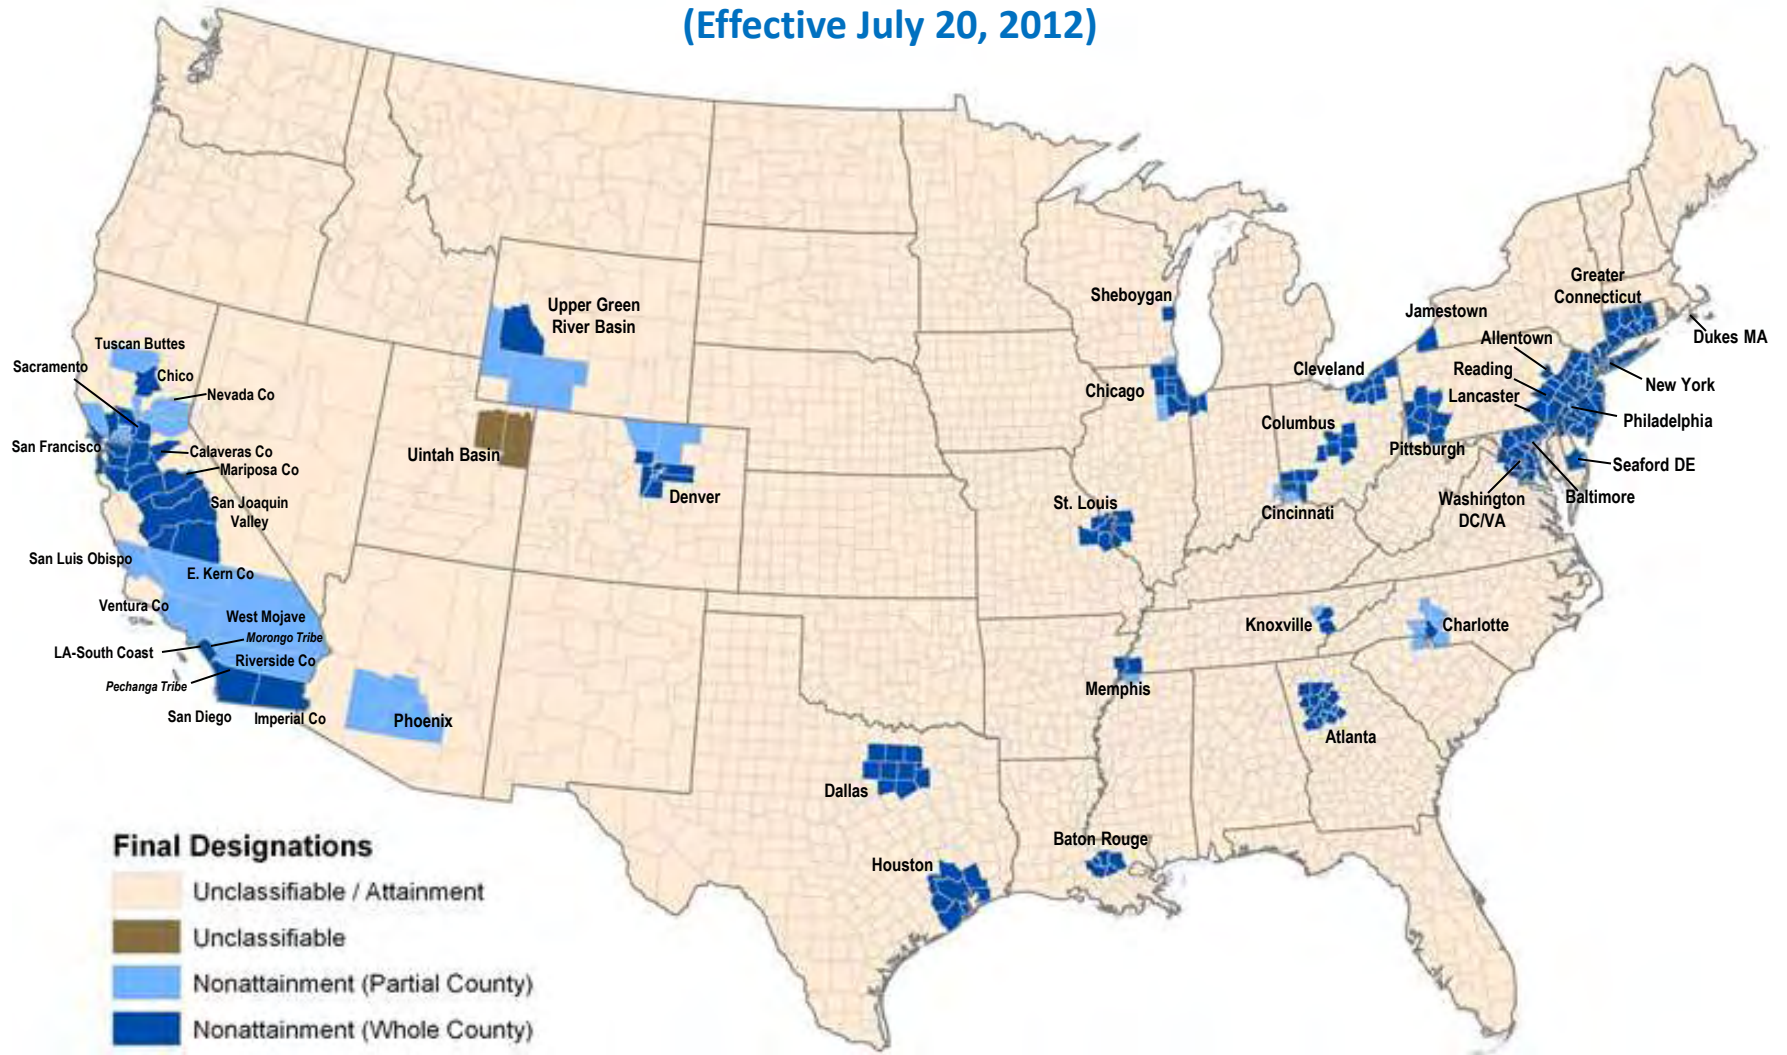 (Effective July 20, 2012)
Tuscan Buttes
Sacramento
Chico
Nevada Co
San Francisco
Calaveras Co
Mariposa Co
San Joaquin
Valley
San Luis Obispo
E. Kern Co
Ventura Co
West Mojave
Morongo Tribe
LA-South Coast
Riverside Co
Pechanga Tribe
San Diego
Imperial Co
Phoenix
Upper Green
River Basin
Uintah Basin
Denver
Sheboygan
Chicago
St. Louis
Cleveland
Columbus
Cincinnati
Jamestown
Allentown
Reading
Lancaster
Pittsburgh
Greater
Connecticut
Dukes MA
New York
Philadelphia
Seaford DE
Baltimore
Washington
DC/VA
Knoxville
Charlotte
Memphis
Atlanta
Dallas
Houston
Baton Rouge
Final Designations
Unclassifiable / Attainment
Unclassifiable
Nonattainment (Partial County)
Nonattainment (Whole County)